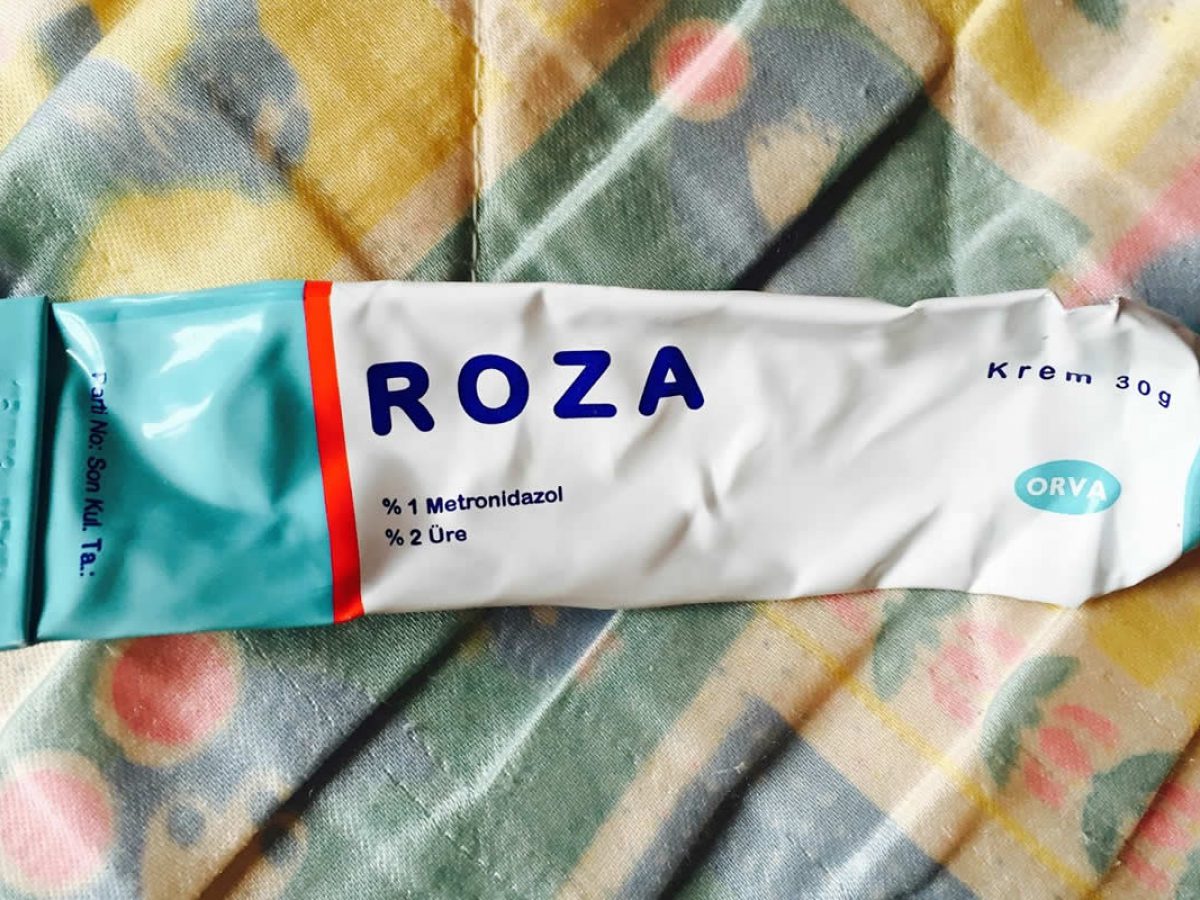 ROZA
Krem 30g
% 1 Metronidazol
% 2 Üre
ORVA
Parti No: Son Kul. Ta.: